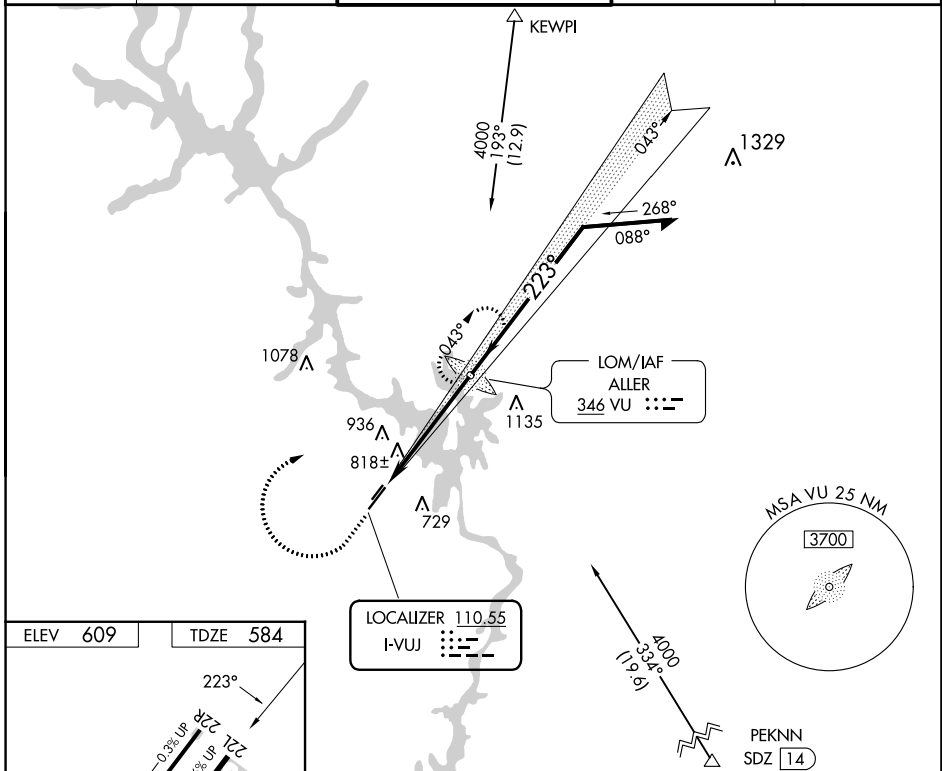 KEWPI
4000
193°
(12.9)
043°
1329
268°
088°
223°
043°
1078
LOM/IAF
ALLER
346 VU
1135
936
818±
729
MSA VU 25 NM
3700
LOCALIZER 110.55
I-VUJ
4000
334°
(19.6)
PEKNN
SDZ 14
ELEV 609
TDZE 584
223°
22R
22L
0.3% UP
% UP